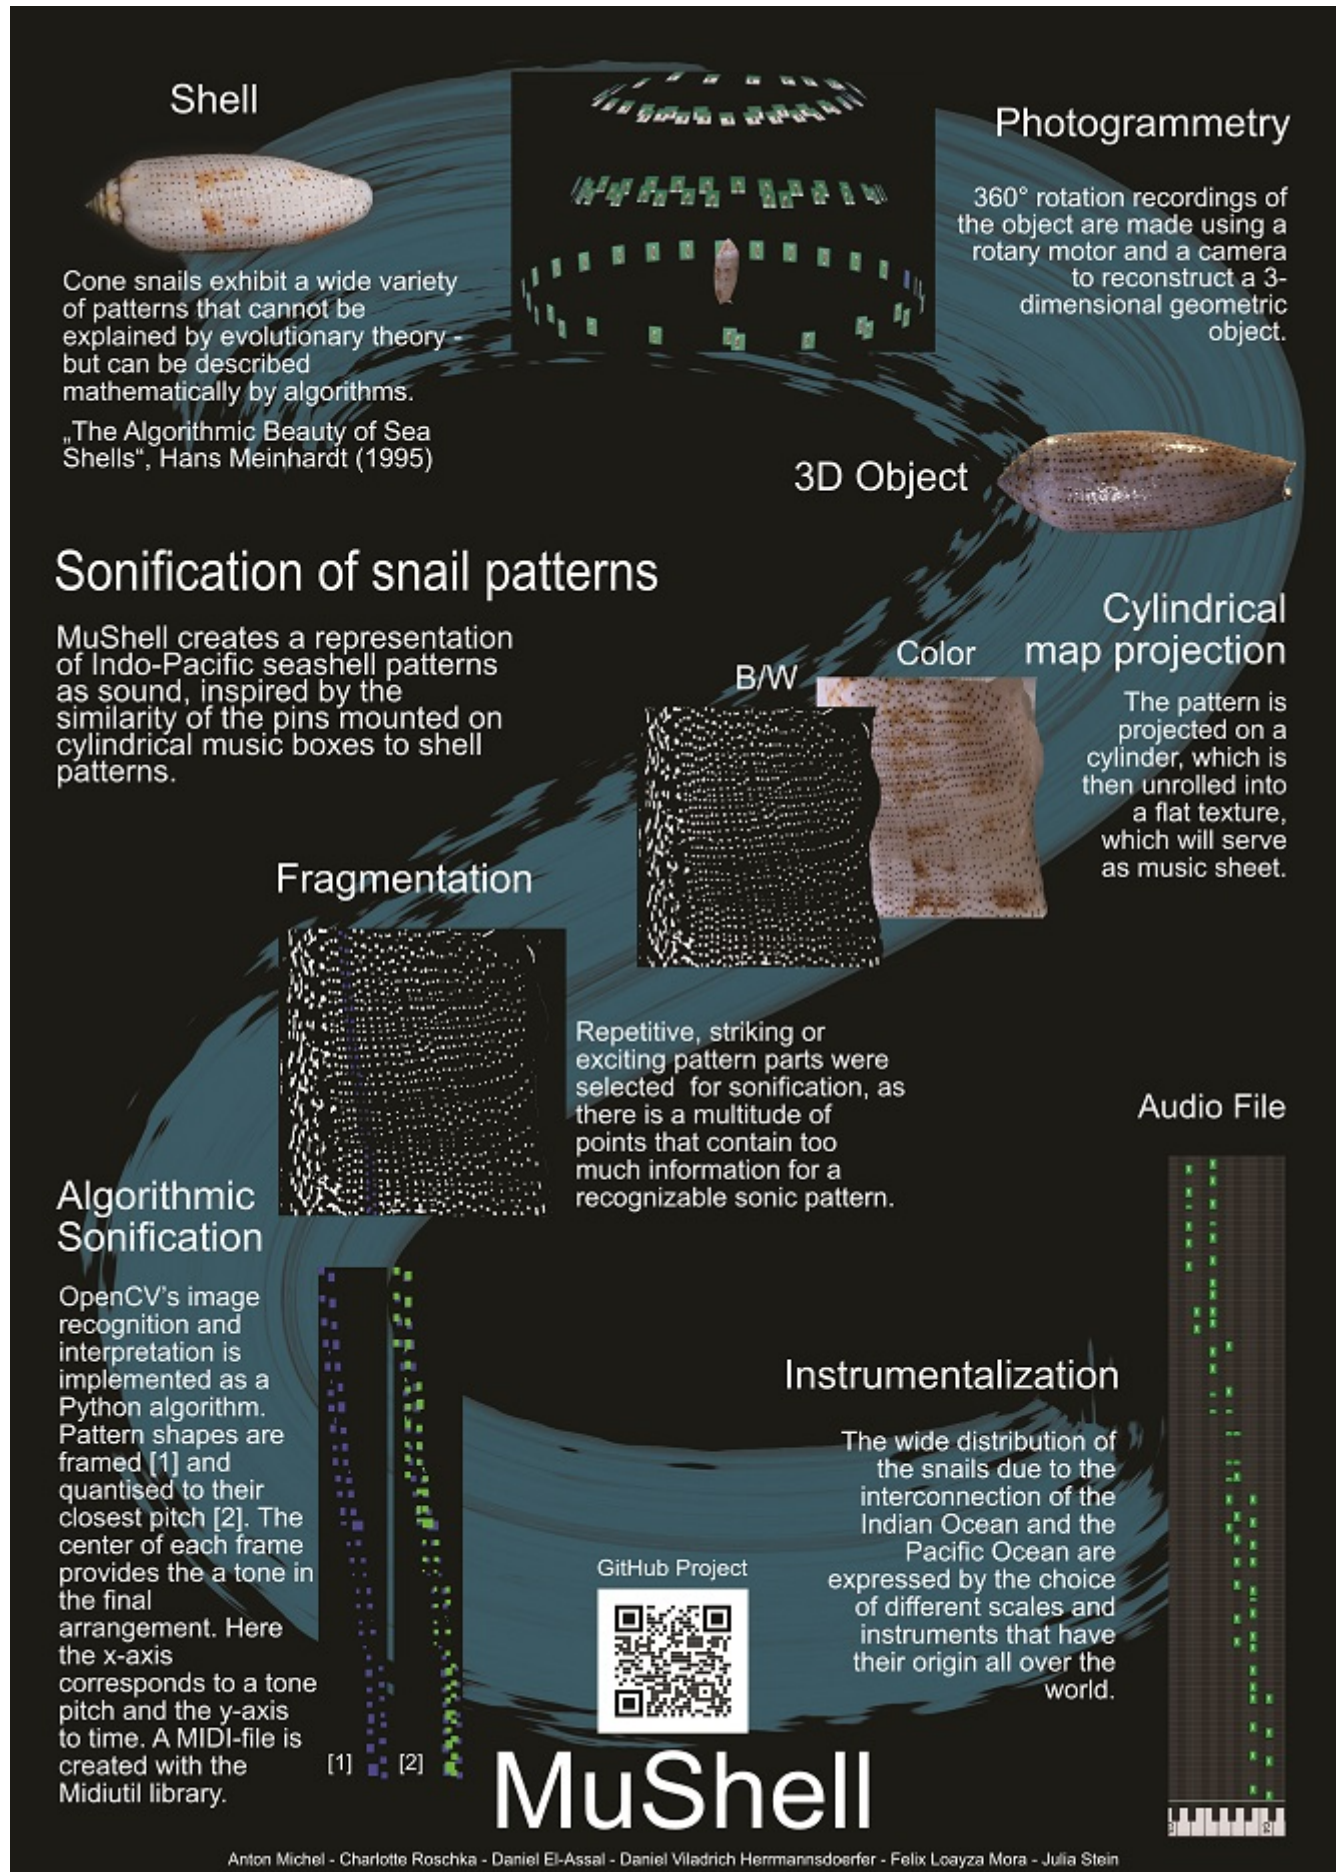 Shell
Cone snails exhibit a wide variety
of patterns that cannot be
explained by evolutionary theory -
but can be described
mathematically by algorithms.
„The Algorithmic Beauty of Sea
Shells“, Hans Meinhardt (1995)
Photogrammetry
360° rotation recordings of
the object are made using a
rotary motor and a camera
to reconstruct a 3-
dimensional geometric
object.
3D Object
Sonification of snail patterns
MuShell creates a representation
of Indo-Pacific seashell patterns
as sound, inspired by the
similarity of the pins mounted on
cylindrical music boxes to shell
patterns.
Cylindrical
map projection
Color
B/W
The pattern is
projected on a
cylinder, which is
then unrolled into
a flat texture,
which will serve
as music sheet.
Fragmentation
Repetitive, striking or
exciting pattern parts were
selected  for sonification, as
there is a multitude of
points that contain too
much information for a
recognizable sonic pattern.
Algorithmic
Sonification
OpenCV's image
recognition and
interpretation is
implemented as a
Python algorithm.
Pattern shapes are
framed [1] and
quantised to their
closest pitch [2]. The
center of each frame
provides the a tone in
the final
arrangement. Here
the x-axis
corresponds to a tone
pitch and the y-axis
to time. A MIDI-file is
created with the
Midiutil library.
[1]
[2]
Audio File
Instrumentalization
The wide distribution of
the snails due to the
interconnection of the
Indian Ocean and the
Pacific Ocean are
expressed by the choice
of different scales and
instruments that have
their origin all over the
world.
GitHub Project
MuShell
Anton Michel - Charlotte Roschka - Daniel El-Assal - Daniel Viladrich Herrmannsdoerfer - Felix Loayza Mora - Julia Stein